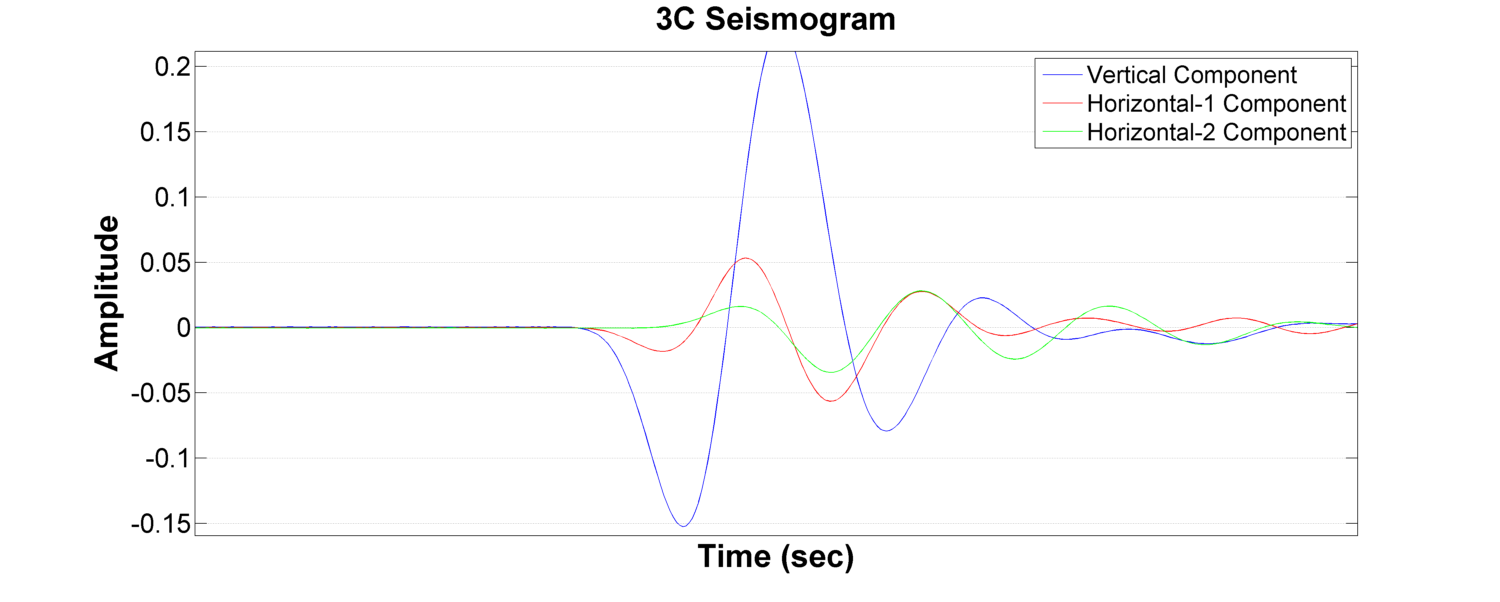 3C Seismogram
Vertical Component
Horizontal-1 Component
Horizontal-2 Component
Amplitude
0.2
0.15
0.1
0.05
0
-0.05
-0.1
-0.15
Time (sec)